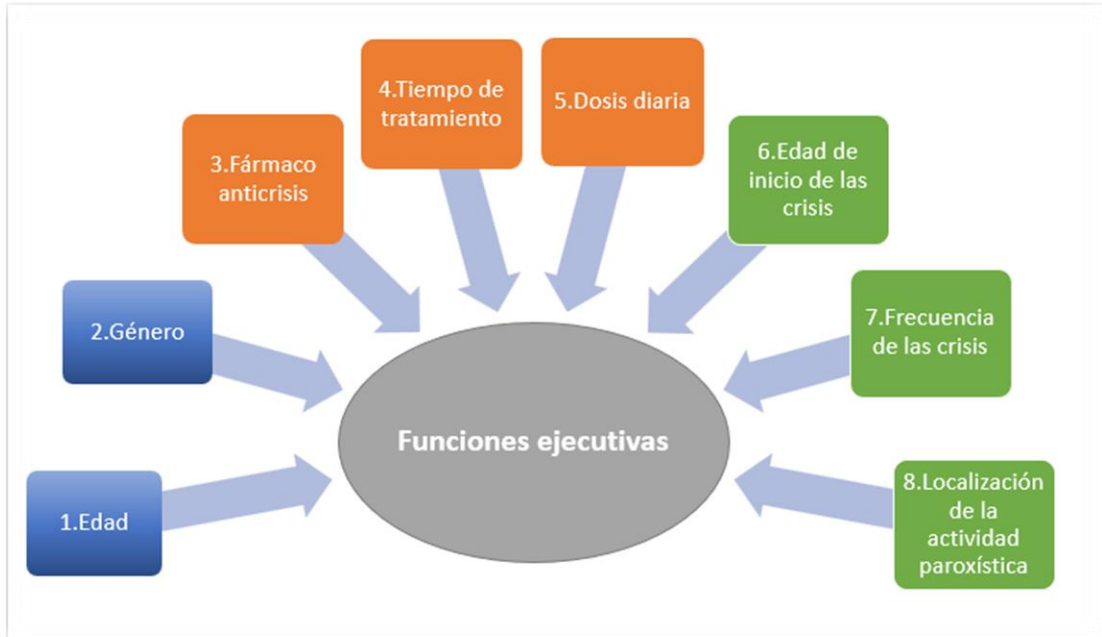 1.Edad
2.Género
3.Fármaco
anticrisis
4.Tiempo de
tratamiento
5.Dosis diaria
6.Edad de
inicio de las
crisis
7.Frecuencia
de las crisis
8.Localización
de la
actividad
paroxística
Funciones ejecutivas